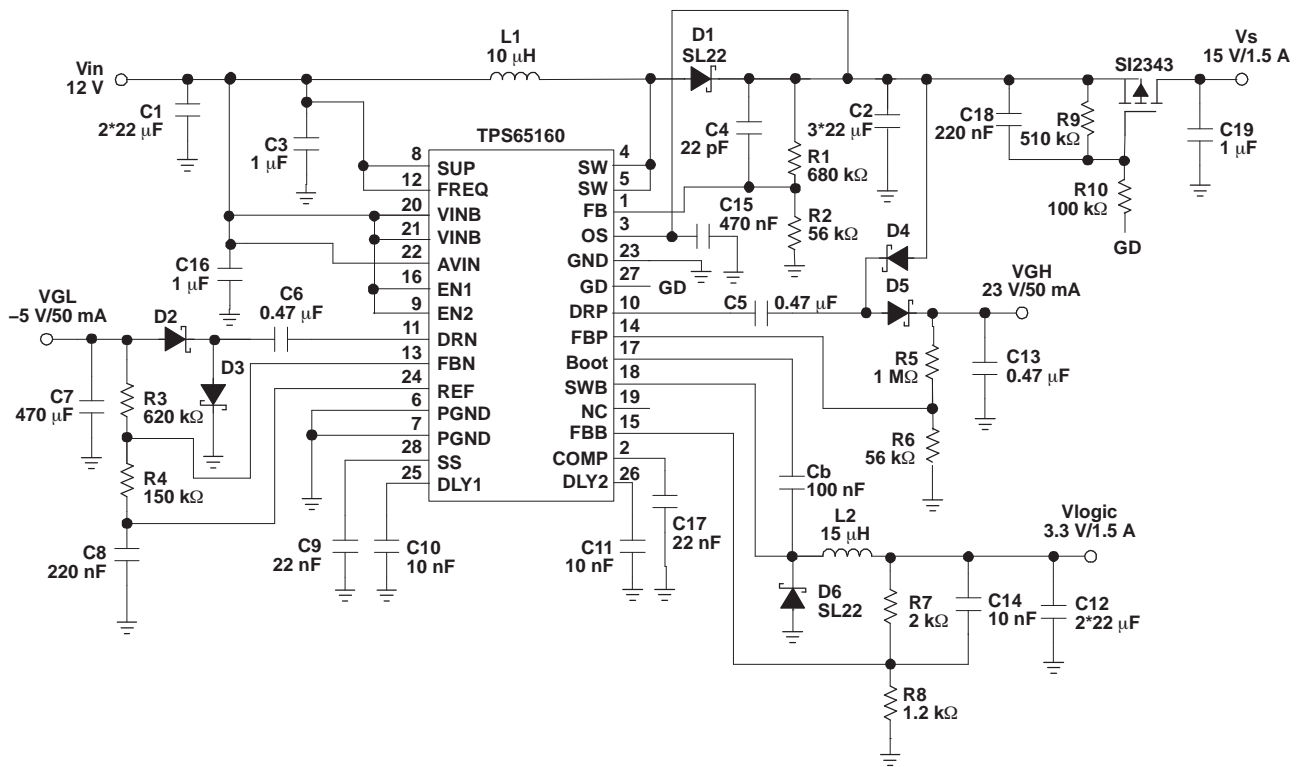 Vin
12 V
C1
2*22 μF
C3
1 μF
L1
10 μH
D1
SL22
C4
22 pF
R1
680 kΩ
R2
56 kΩ
C15
470 nF
C2
3*22 μF
C18
220 nF
R9
510 kΩ
SI2343
Vs
15 V/1.5 A
C19
1 μF
R10
100 kΩ
GD
TPS65160
8
SUP
12
FREQ
20
VINB
21
VINB
22
AVIN
16
EN1
9
EN2
11
DRN
13
FBN
24
REF
6
PGND
7
PGND
28
SS
25
DLY1
4
SW
5
SW
1
FB
3
OS
23
GND
27
GD
GD
10
DRP
14
FBP
17
Boot
18
SWB
19
NC
15
FBB
2
COMP
26
DLY2
C16
1 μF
VGL
–5 V/50 mA
D2
C6
0.47 μF
D3
C7
470 μF
R3
620 kΩ
R4
150 kΩ
C8
220 nF
C9
22 nF
C10
10 nF
C11
10 nF
C17
22 nF
C5
0.47 μF
D4
D5
VGH
23 V/50 mA
R5
1 MΩ
C13
0.47 μF
R6
56 kΩ
Cb
100 nF
L2
15 μH
Vlogic
3.3 V/1.5 A
D6
SL22
R7
2 kΩ
C14
10 nF
C12
2*22 μF
R8
1.2 kΩ